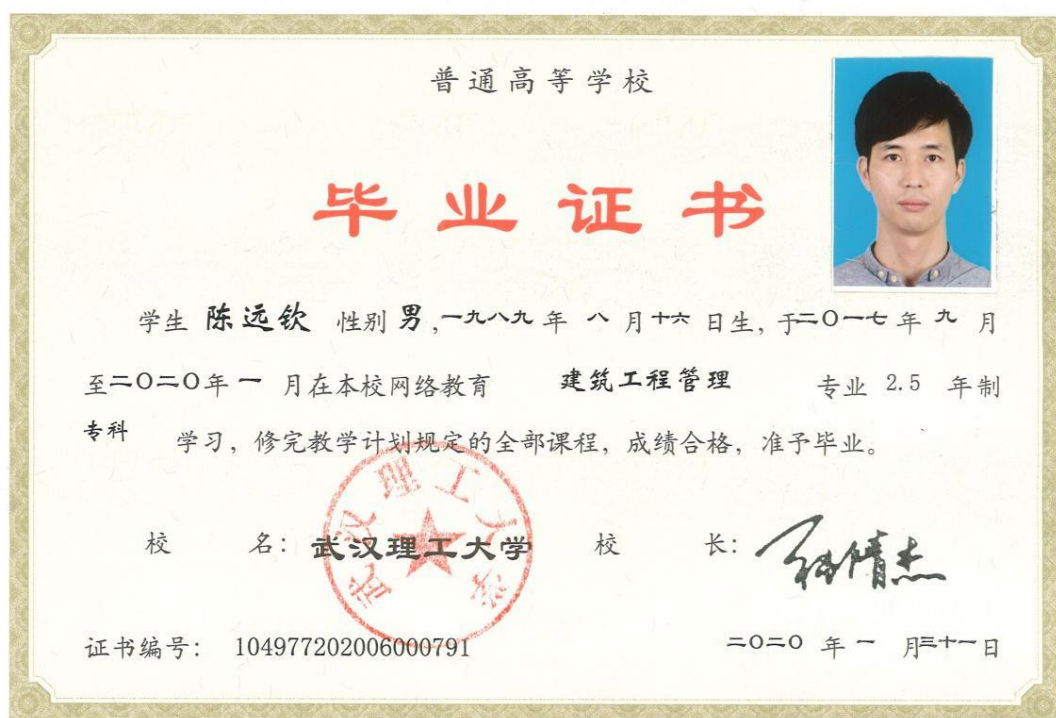 普通高等学校
毕业证书
学生 陈远钦 性别 男,一九八九年 八 月十六 日生, 于二〇一七年 九 月
至二〇二〇年 一 月在本校网络教育 建筑工程管理 专业 2.5 年制
专科 学习, 修完教学计划规定的全部课程, 成绩合格, 准予毕业。
校 名: 武汉理工大学 校 长:
武汉理工大学
证书编号: 104977202006000791 二〇二〇 年 一 月三十一日